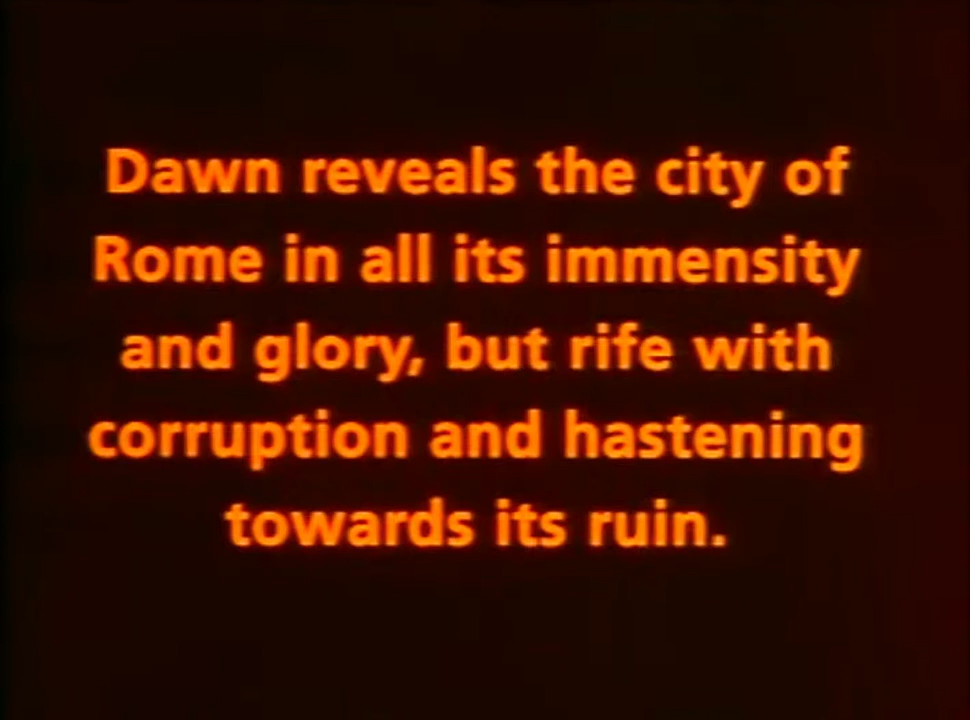 Dawn reveals the city of
Rome in all its immensity
and glory, but rife with
corruption and hastening
towards its ruin.